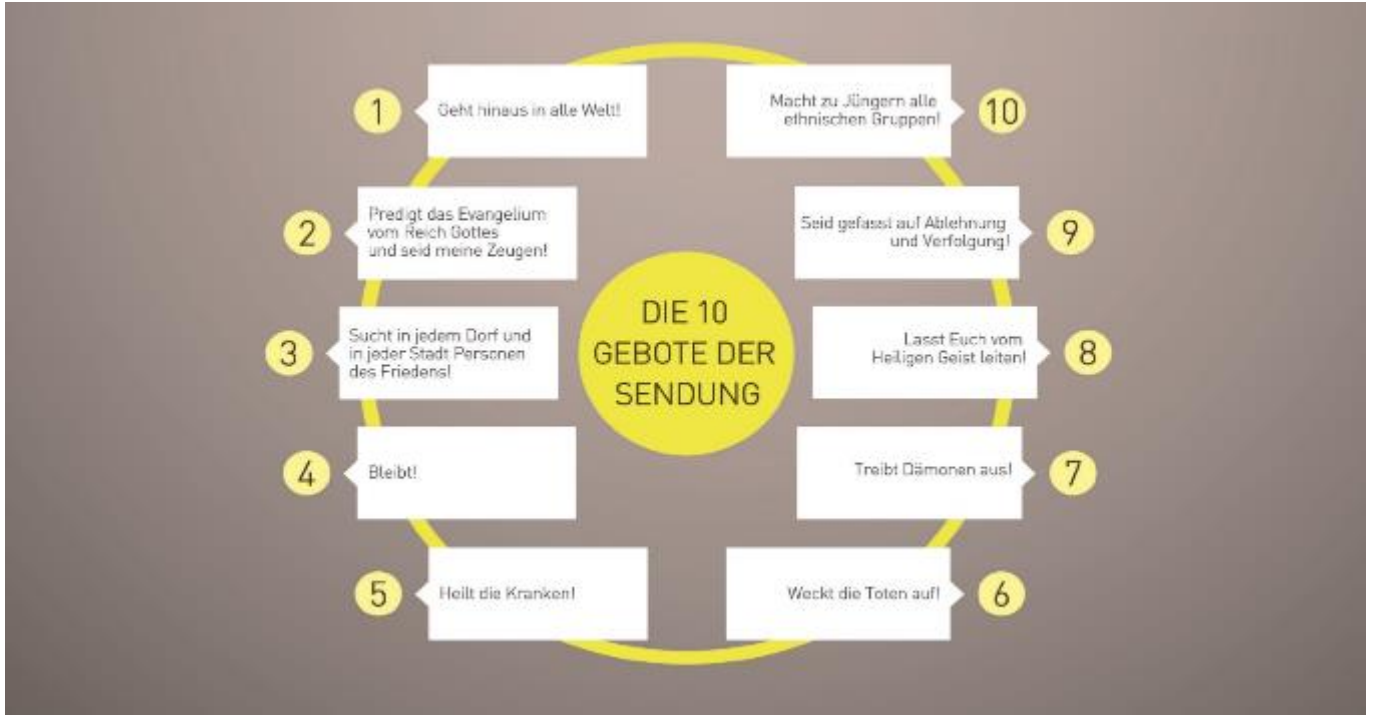 DIE 10
GEBOTE DER
SENDUNG
1
Geht hinaus in alle Welt!
2
Predigt das Evangelium
vom Reich Gottes
und seid meine Zeugen!
3
Sucht in jedem Dorf und
in jeder Stadt Personen
des Friedens!
4
Bleibt!
5
Heilt die Kranken!
6
Weckt die Toten auf!
7
Treibt Dämonen aus!
8
Lasst Euch vom
Heiligen Geist leiten!
9
Seid gefasst auf Ablehnung
und Verfolgung!
10
Macht zu Jüngern alle
ethnischen Gruppen!